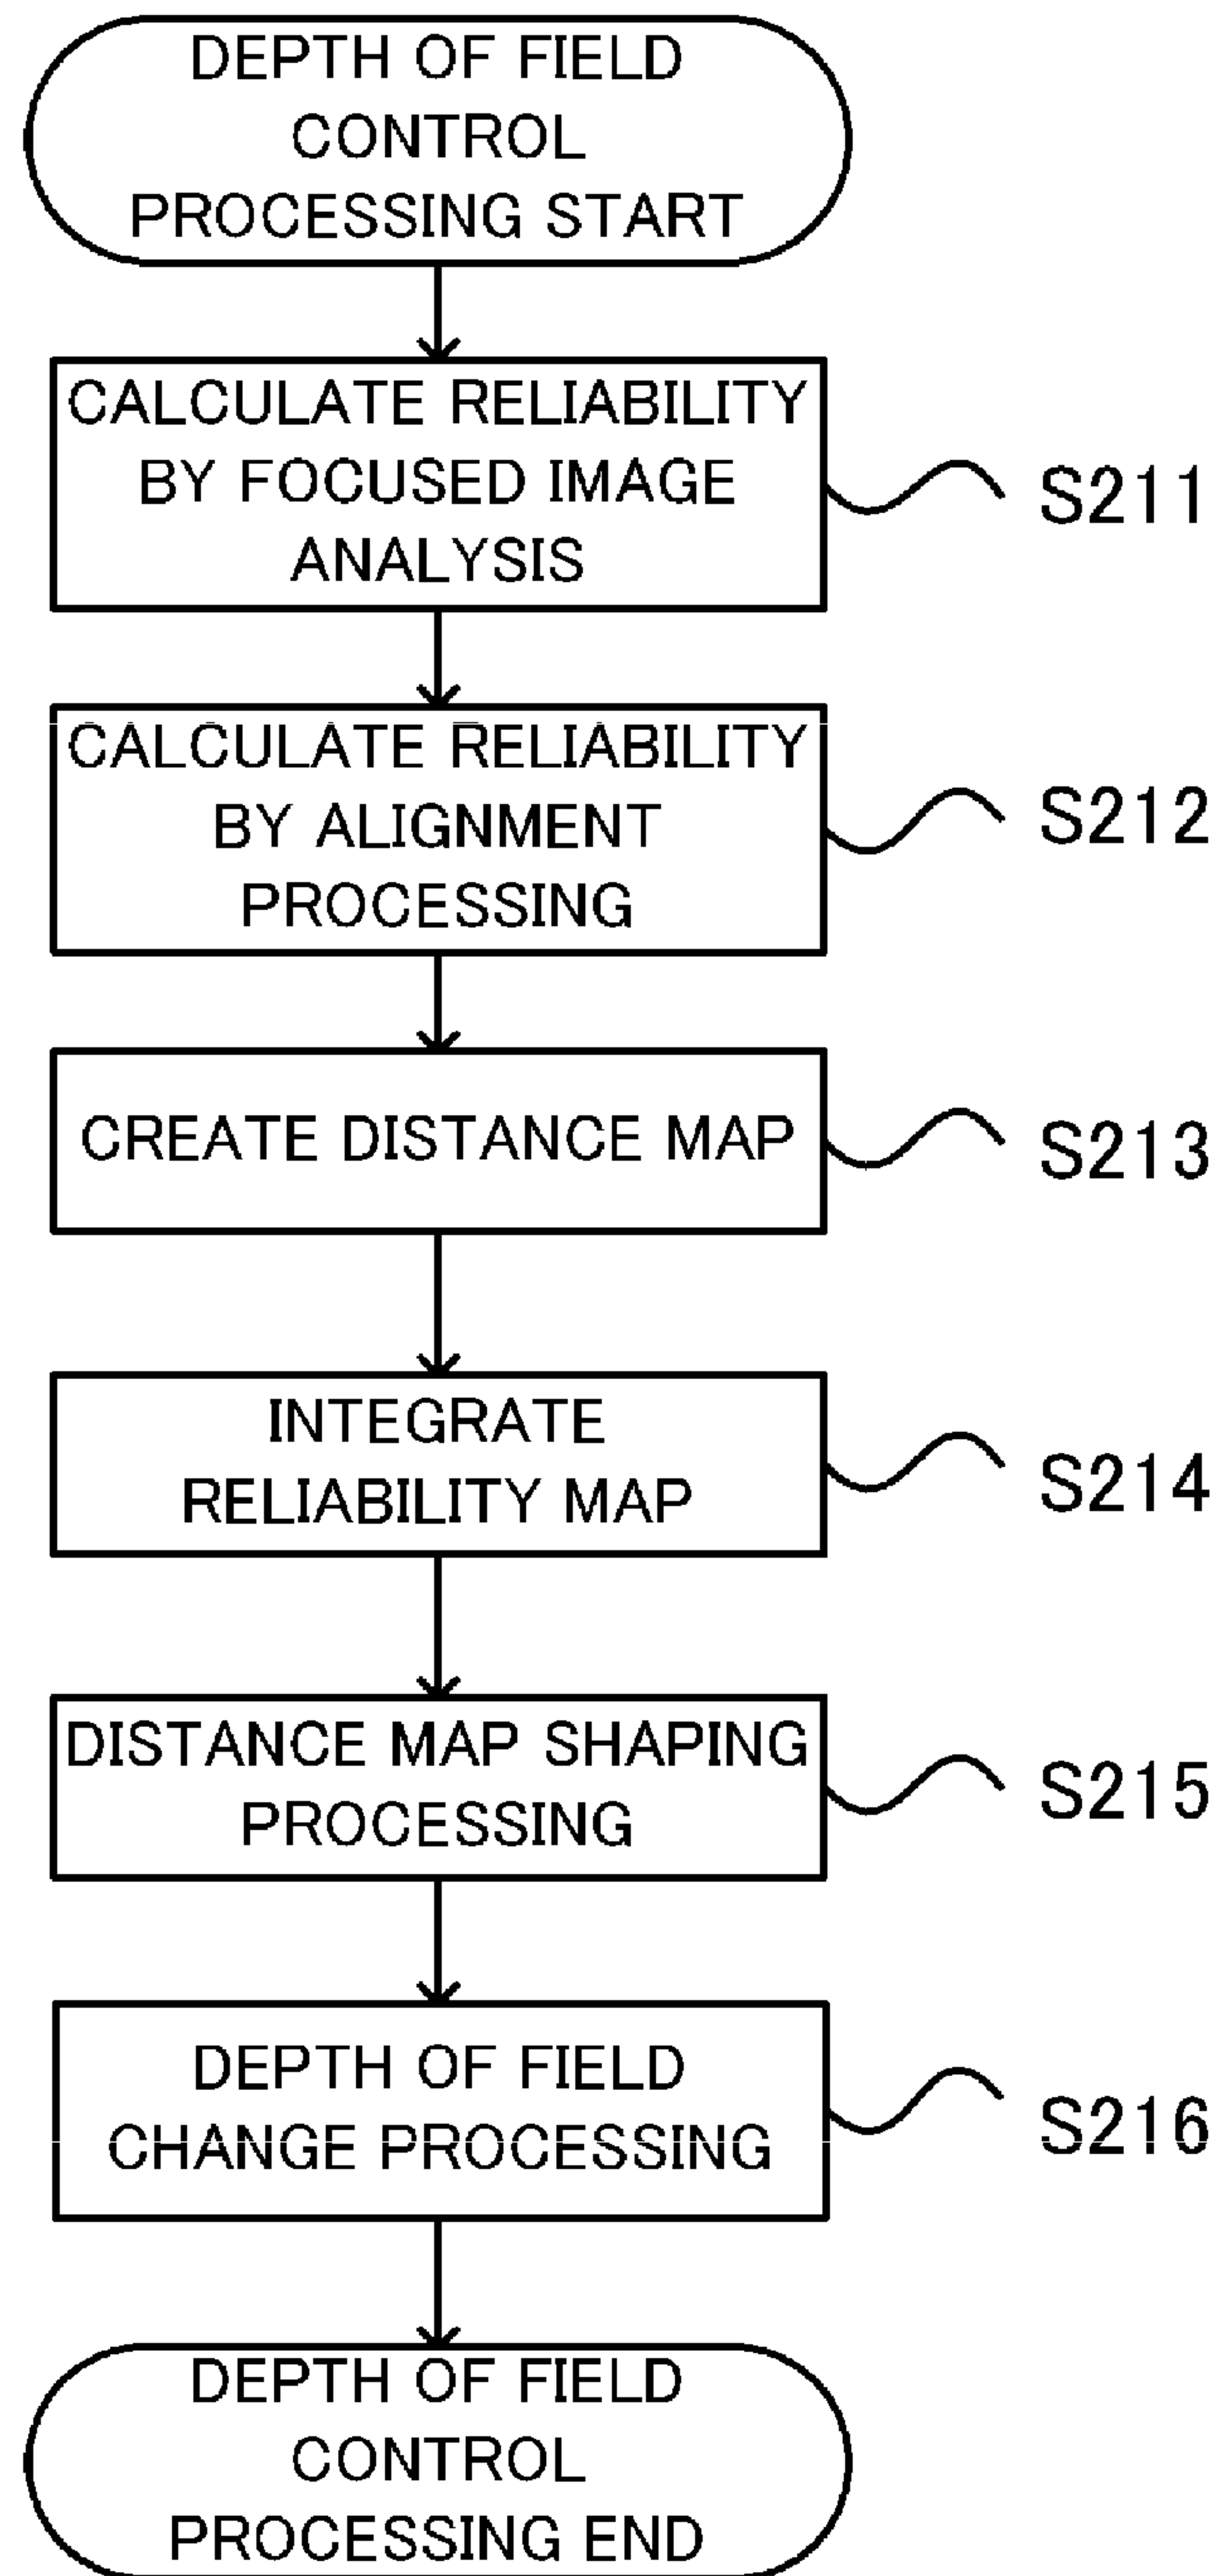 DEPTH OF FIELD
CONTROL
PROCESSING START
CALCULATE RELIABILITY
BY FOCUSED IMAGE
ANALYSIS
S211
CALCULATE RELIABILITY
BY ALIGNMENT
PROCESSING
S212
CREATE DISTANCE MAP
S213
INTEGRATE
RELIABILITY MAP
S214
DISTANCE MAP SHAPING
PROCESSING
S215
DEPTH OF FIELD
CHANGE PROCESSING
S216
DEPTH OF FIELD
CONTROL
PROCESSING END